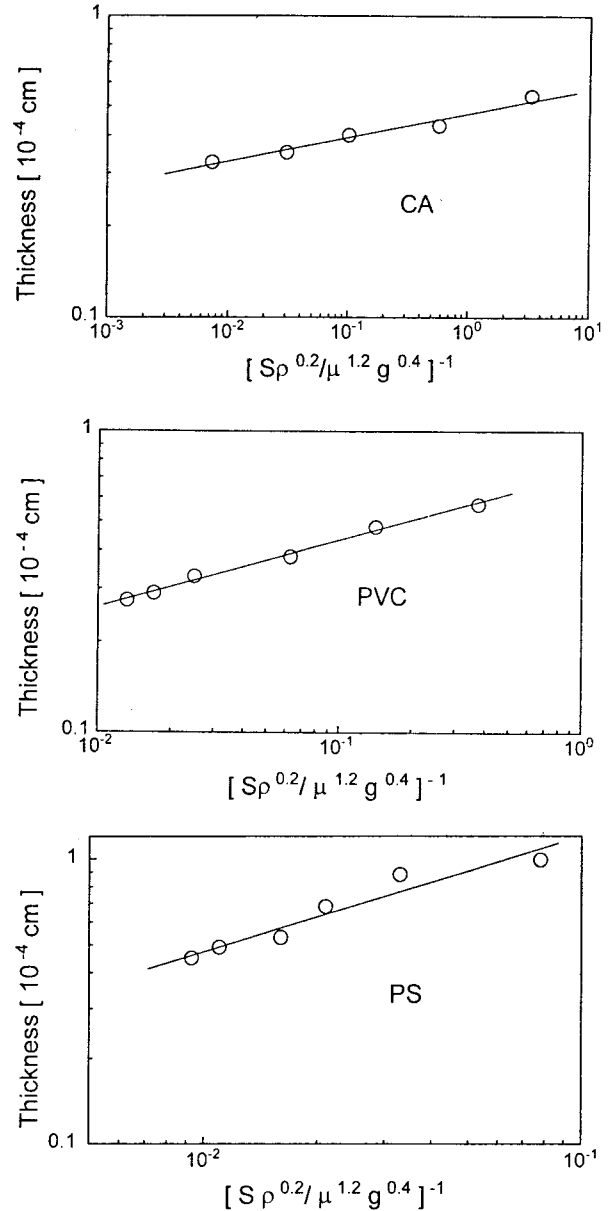 1
Thickness [ 10⁻⁴ cm ]
CA
0.1
10⁻³ 10⁻² 10⁻¹ 10⁰ 10¹
[ Sρ^0.2/μ^1.2 g^0.4 ]⁻¹
1
Thickness [ 10⁻⁴ cm ]
PVC
0.1
10⁻² 10⁻¹ 10⁰
[ Sρ^0.2/ μ^1.2 g^0.4 ]⁻¹
1
Thickness [ 10⁻⁴ cm ]
PS
0.1
10⁻² 10⁻¹
[ S ρ^0.2/μ^1.2 g^0.4 ]⁻¹